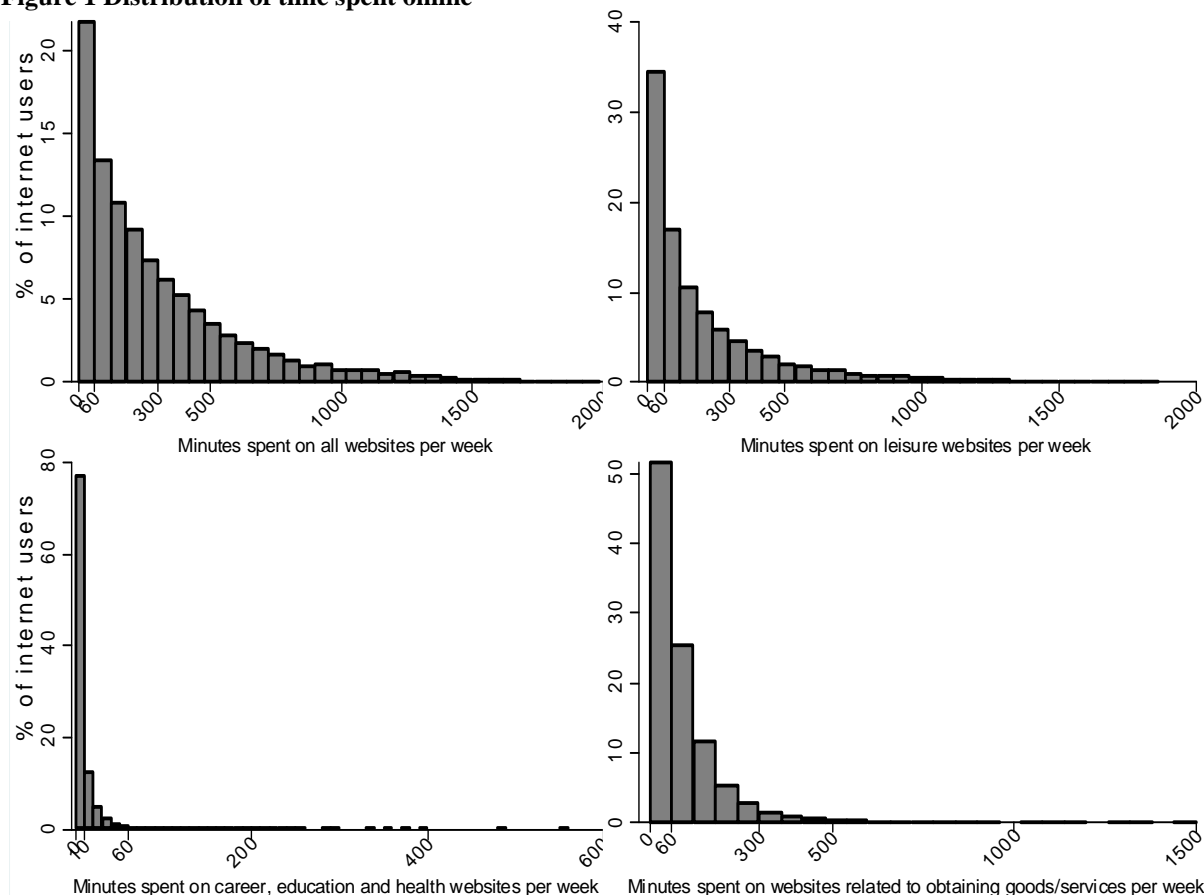 Figure 1 Distribution of time spent online
% of internet users
0 5 10 15 20
0 60 300 500 1000 1500 2000
Minutes spent on all websites per week
0 10 20 30 40
0 60 300 500 1000 1500 2000
Minutes spent on leisure websites per week
% of internet users
0 20 40 60 80
0 10 60 200 400 600
Minutes spent on career, education and health websites per week
0 10 20 30 40 50
0 60 300 500 1000 1500
Minutes spent on websites related to obtaining goods/services per week